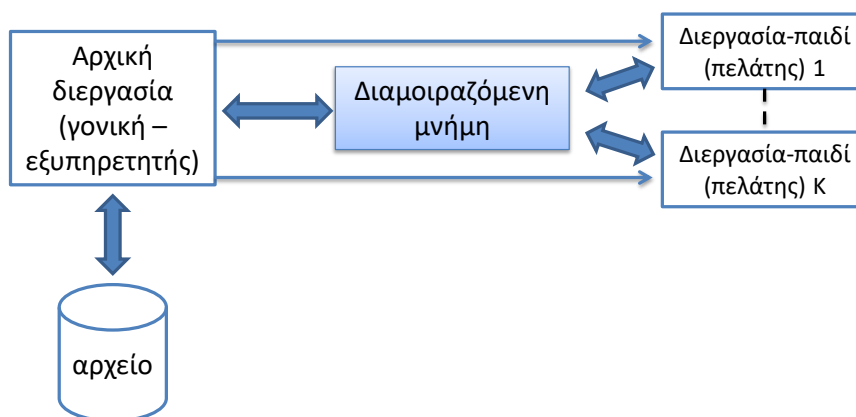 Αρχική
διεργασία
(γονική –
εξυπηρετητής)
Διαμοιραζόμενη
μνήμη
Διεργασία-παιδί
(πελάτης) 1
Διεργασία-παιδί
(πελάτης) Κ
αρχείο